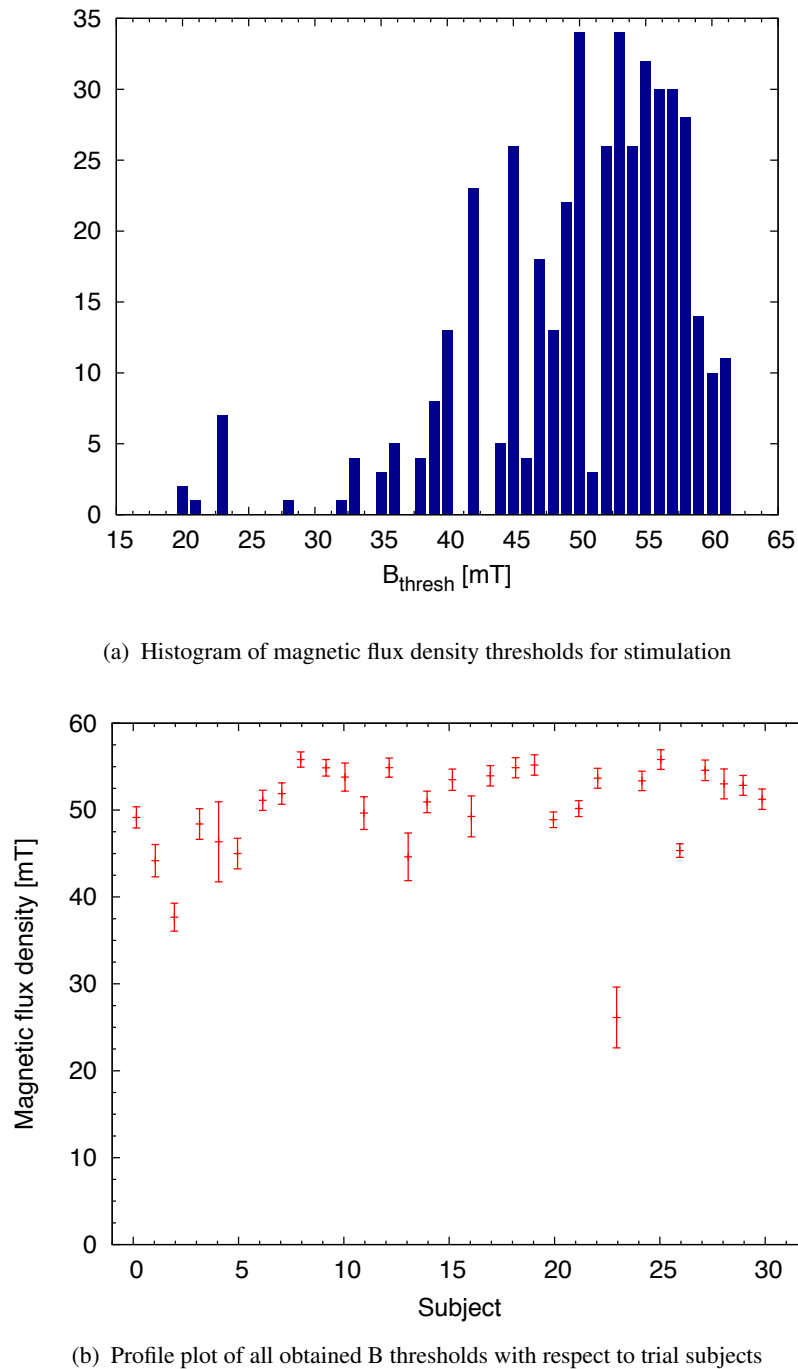 35
30
25
20
15
10
5
0
15 20 25 30 35 40 45 50 55 60 65
B_thresh [mT]
(a) Histogram of magnetic flux density thresholds for stimulation
60
50
40
30
20
10
0
Magnetic flux density [mT]
0 5 10 15 20 25 30
Subject
(b) Profile plot of all obtained B thresholds with respect to trial subjects